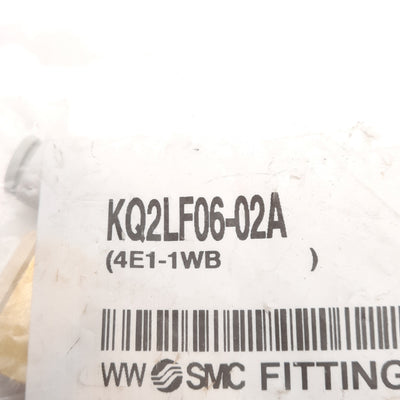 KQ2LF06-02A
(4E1-1WB )
WW SMC FITTING